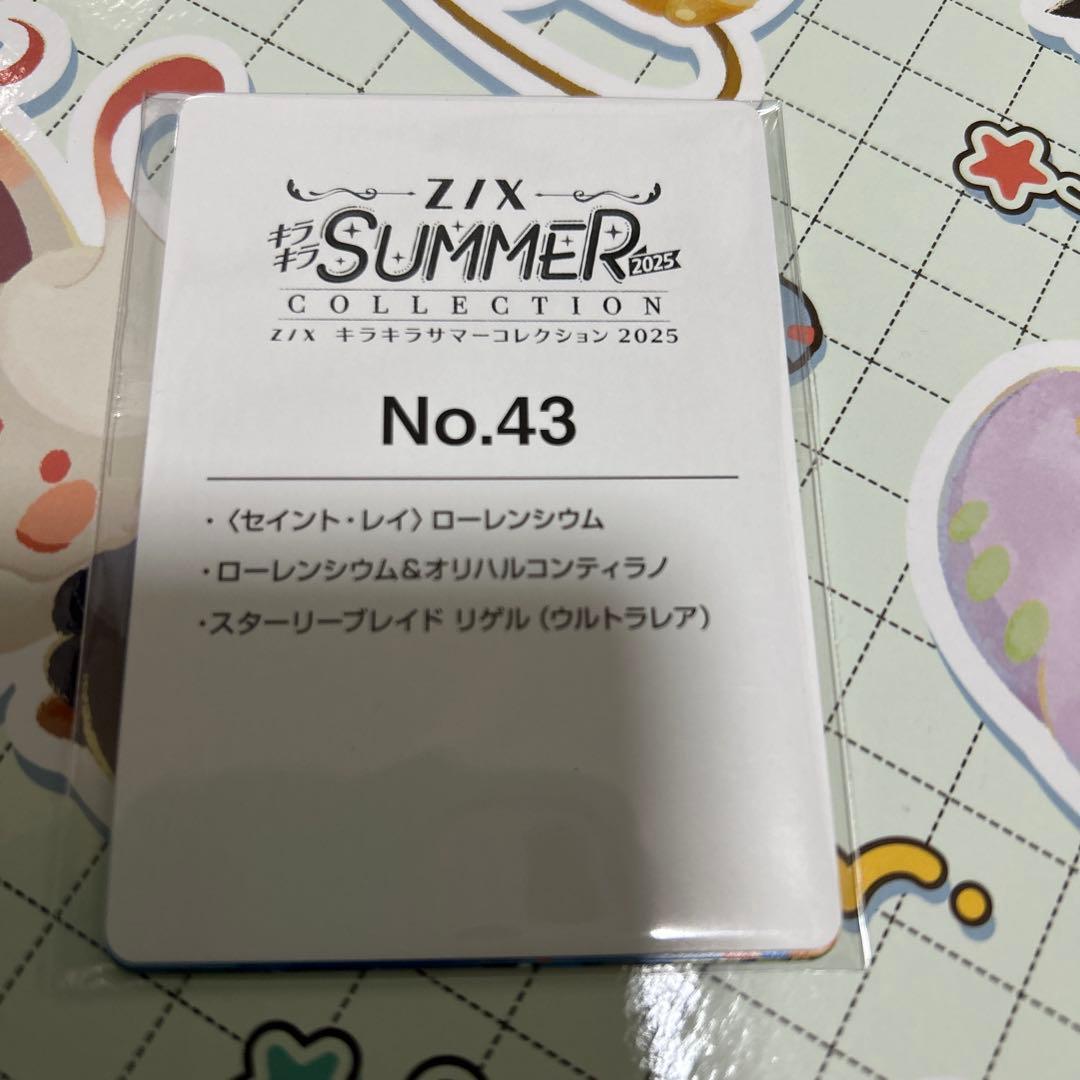 Z/X
キラキラ SUMMER 2025
COLLECTION
Z/X キラキラサマーコレクション 2025
No.43
・〈セイント・レイ〉ローレンシウム
・ローレンシウム&オリハルコンティラノ
・スターリーブレイド リゲル（ウルトラレア）